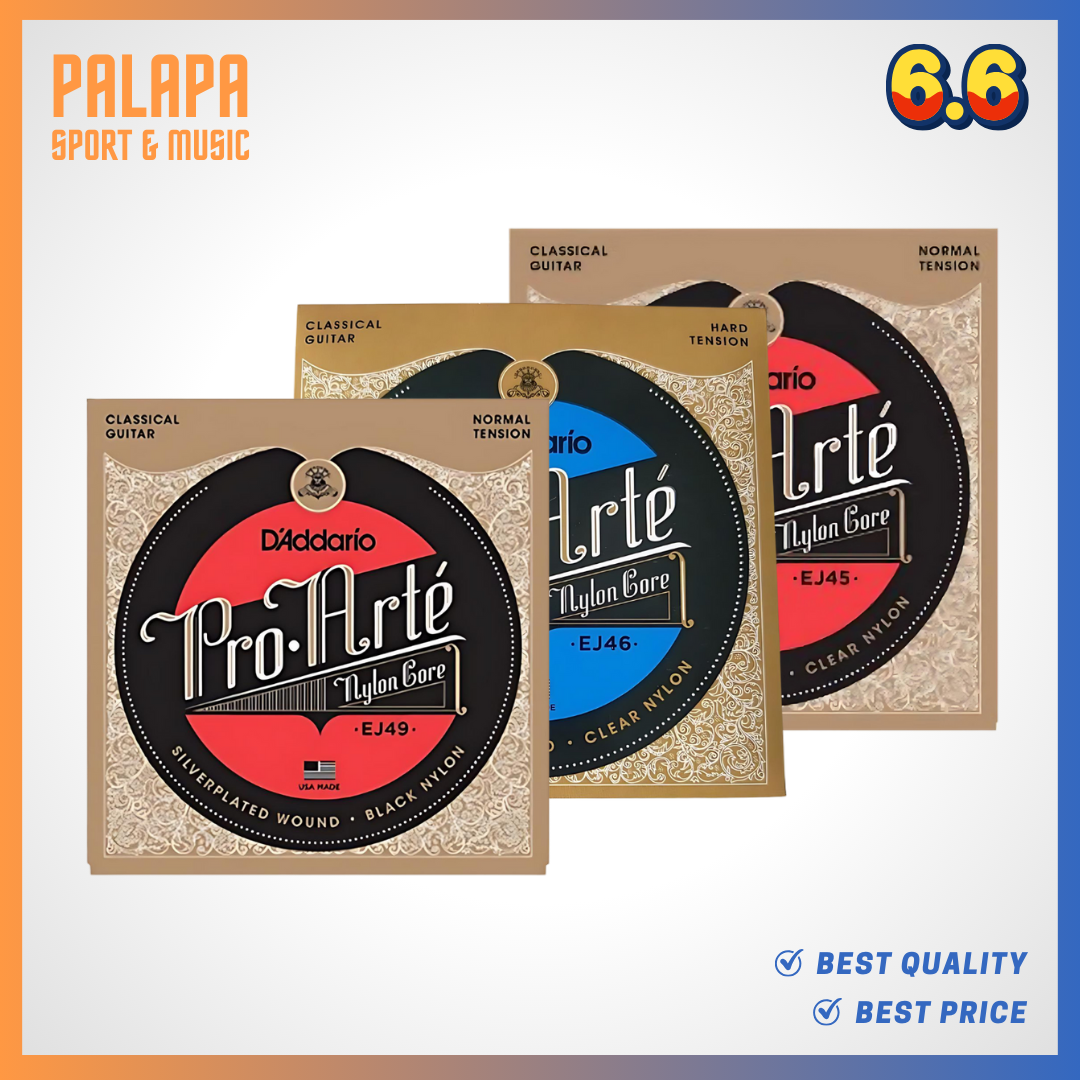 PALAPA
SPORT & MUSIC
6.6
CLASSICAL
GUITAR
NORMAL
TENSION
ario
Arté
Nylon Core
·EJ45·
· CLEAR NYLON
CLASSICAL
GUITAR
HARD
TENSION
ario
Arté
Nylon Core
·EJ46·
· CLEAR NYLON
CLASSICAL
GUITAR
NORMAL
TENSION
D'Addario
Pro·Arté
Nylon Core
·EJ49·
USA MADE
SILVERPLATED WOUND · BLACK NYLON
BEST QUALITY
BEST PRICE